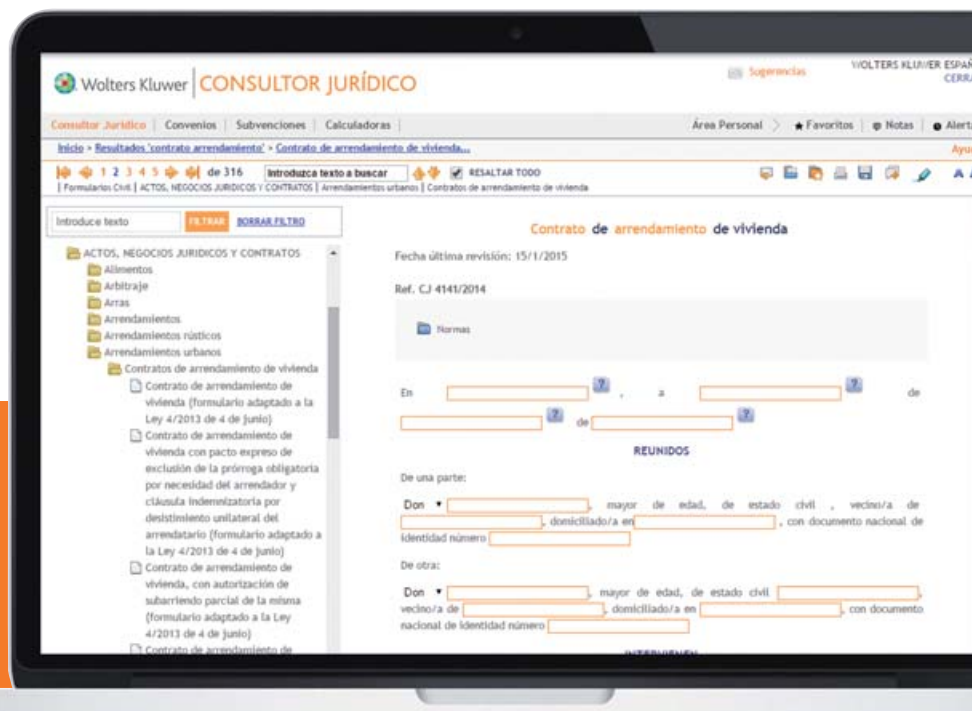 Wolters Kluwer CONSULTOR JURÍDICO
Sugerencias
WOLTERS KLUWER ESPAÑ
CERRA
Consultor Jurídico | Convenios | Subvenciones | Calculadoras |
Área Personal > Favoritos | Notas | Alerta
Inicio > Resultados 'contrato arrendamiento' > Contrato de arrendamiento de vivienda...
Ayu
1 2 3 4 5 de 316 Introduzca texto a buscar RESALTAR TODO A A
| Formularios Civil | ACTOS, NEGOCIOS JURIDICOS Y CONTRATOS | Arrendamientos urbanos | Contratos de arrendamiento de vivienda
Introduce texto FILTRAR BORRAR FILTRO
ACTOS, NEGOCIOS JURIDICOS Y CONTRATOS
Alimentos
Arbitraje
Arras
Arrendamientos
Arrendamientos rústicos
Arrendamientos urbanos
Contratos de arrendamiento de vivienda
Contrato de arrendamiento de
vivienda (formulario adaptado a la
Ley 4/2013 de 4 de junio)
Contrato de arrendamiento de
vivienda con pacto expreso de
exclusión de la prórroga obligatoria
por necesidad del arrendador y
cláusula indemnizatoria por
desistimiento unilateral del
arrendatario (formulario adaptado a
la Ley 4/2013 de 4 de junio)
Contrato de arrendamiento de
vivienda, con autorización de
subarriendo parcial de la misma
(formulario adaptado a la Ley
4/2013 de 4 de junio)
Contrato de arrendamiento de
Contrato de arrendamiento de vivienda
Fecha última revisión: 15/1/2015
Ref. CJ 4141/2014
Normas
En ? , a ? de
? de ?
REUNIDOS
De una parte:
Don , mayor de edad, de estado civil , vecino/a de
, domiciliado/a en , con documento nacional de
identidad número
De otra:
Don , mayor de edad, de estado civil ,
vecino/a de , domiciliado/a en , con documento
nacional de identidad número
INTERVIENEN